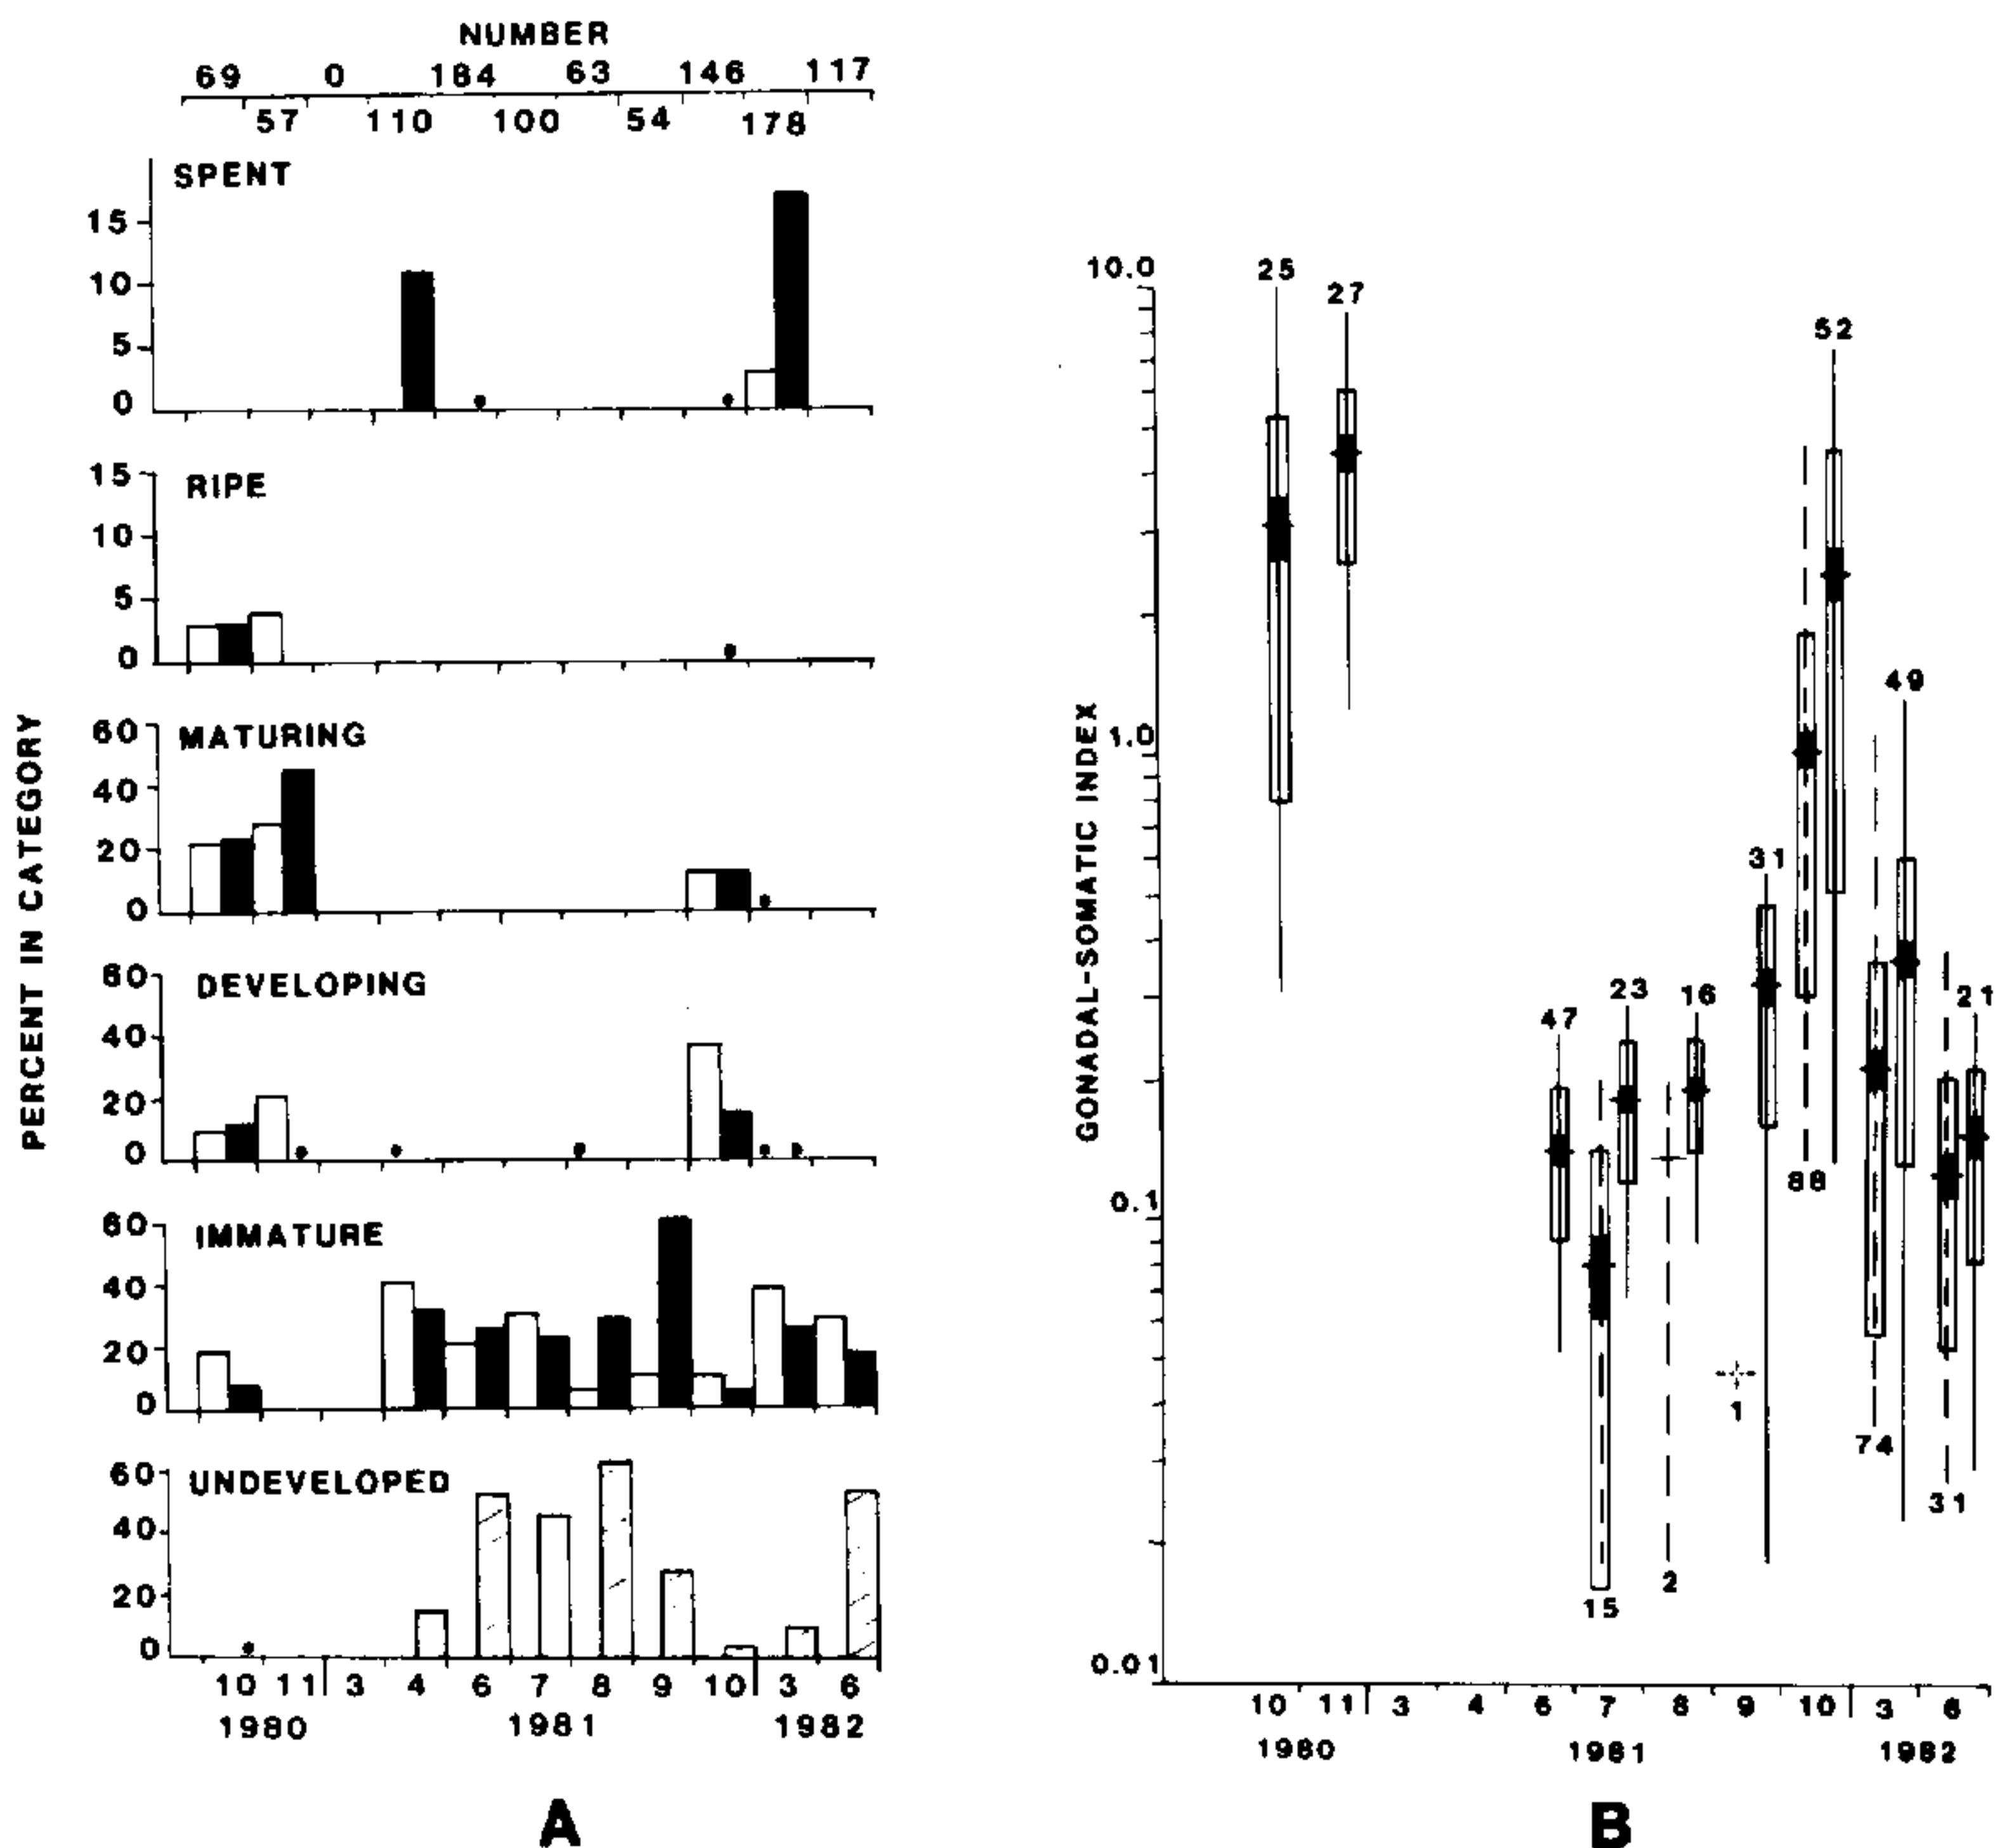 NUMBER
69 0 184 63 146 117
57 110 100 54 178
SPENT
15
10
5
0
RIPE
15
10
5
0
MATURING
60
40
20
0
DEVELOPING
60
40
20
0
IMMATURE
60
40
20
0
UNDEVELOPED
60
40
20
0
PERCENT IN CATEGORY
10 11 3 4 6 7 8 9 10 3 6
1980 1981 1982
A
GONADAL-SOMATIC INDEX
10.0
1.0
0.1
0.01
25
27
52
49
31
47
23
16
21
88
1
74
31
2
15
10 11 3 4 6 7 8 9 10 3 6
1980 1981 1982
B